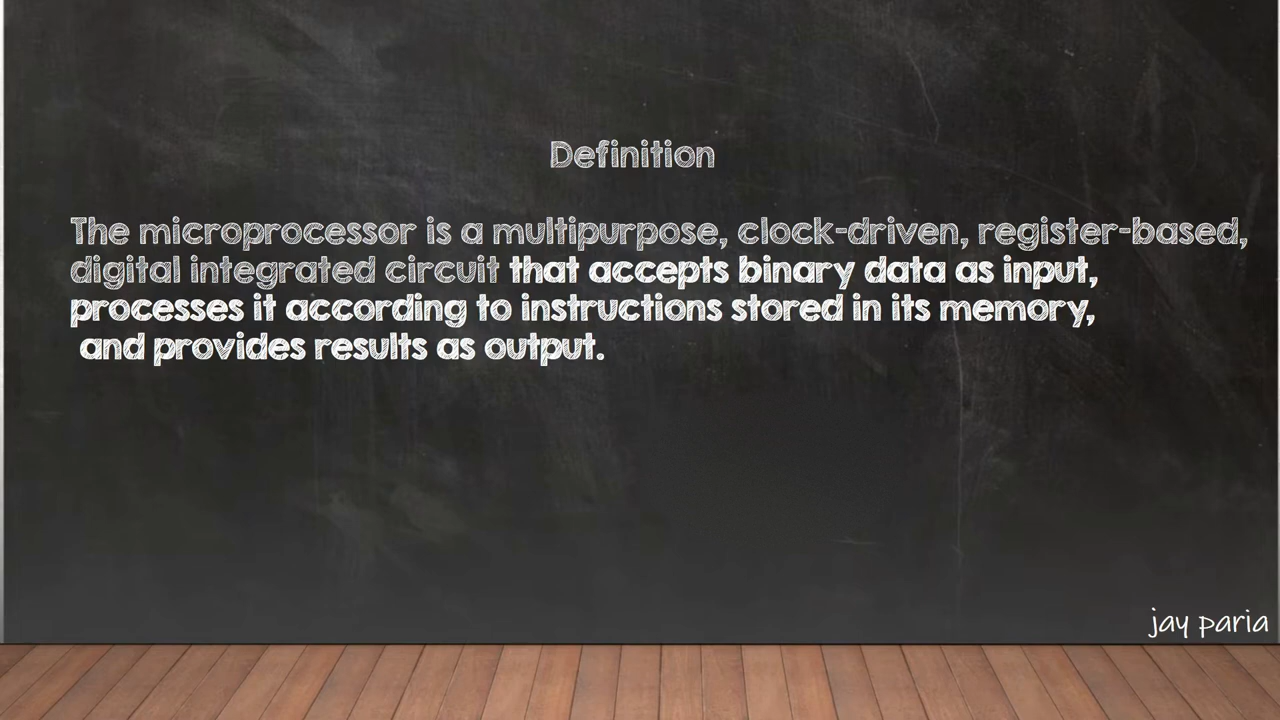 Definition
The microprocessor is a multipurpose, clock-driven, register-based,
digital integrated circuit that accepts binary data as input,
processes it according to instructions stored in its memory,
and provides results as output.
jay paria